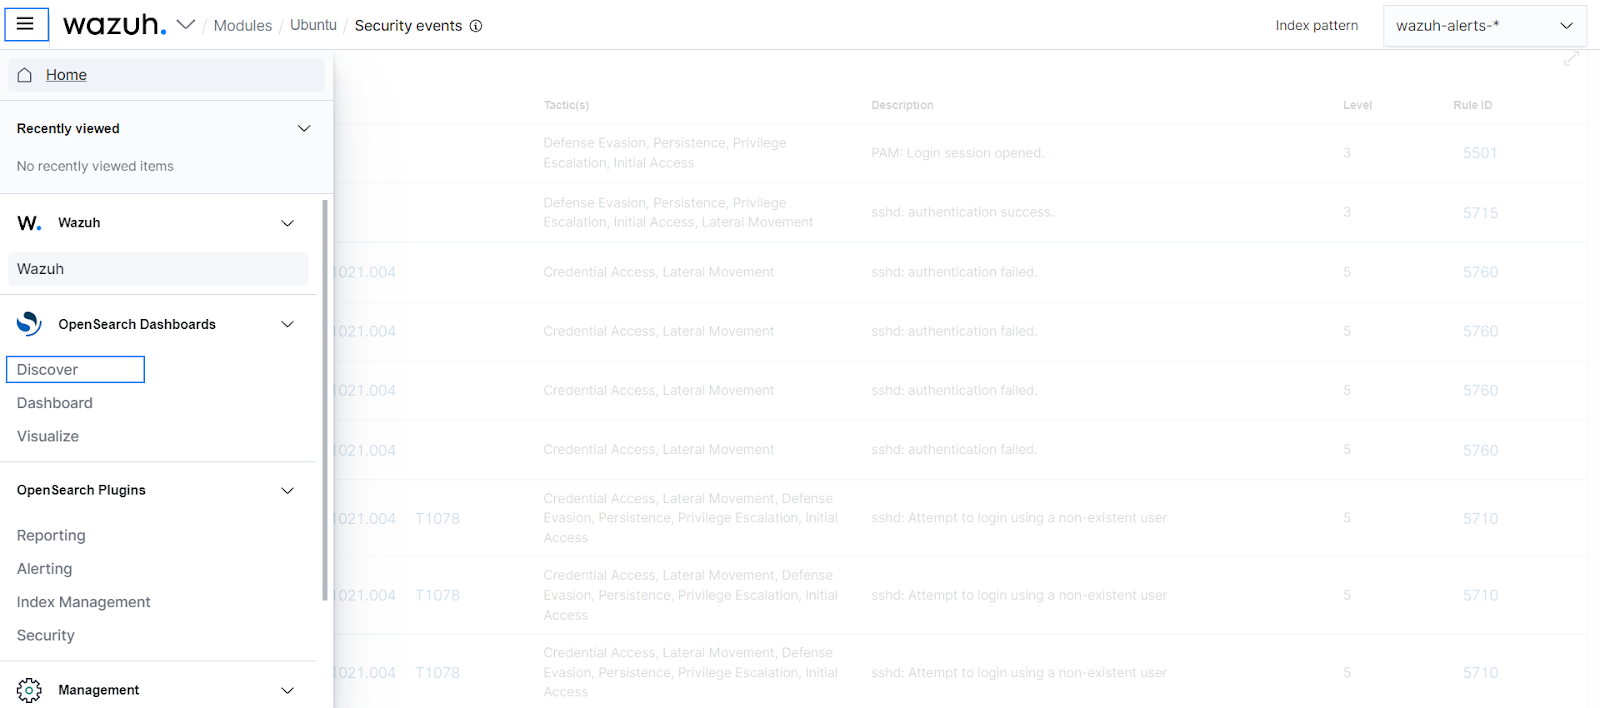 wazuh. / Modules / Ubuntu / Security events
Index pattern
wazuh-alerts-*
Home
Recently viewed
No recently viewed items
W. Wazuh
Wazuh
OpenSearch Dashboards
Discover
Dashboard
Visualize
OpenSearch Plugins
Reporting
Alerting
Index Management
Security
Management
Tactic(s) Description Level Rule ID
Defense Evasion, Persistence, Privilege
Escalation, Initial Access
PAM: Login session opened. 3 5501
Defense Evasion, Persistence, Privilege
Escalation, Initial Access, Lateral Movement
sshd: authentication success. 3 5715
1021.004 Credential Access, Lateral Movement sshd: authentication failed. 5 5760
1021.004 Credential Access, Lateral Movement sshd: authentication failed. 5 5760
1021.004 Credential Access, Lateral Movement sshd: authentication failed. 5 5760
1021.004 Credential Access, Lateral Movement sshd: authentication failed. 5 5760
1021.004 T1078
Credential Access, Lateral Movement, Defense
Evasion, Persistence, Privilege Escalation, Initial
Access
sshd: Attempt to login using a non-existent user 5 5710
1021.004 T1078
Credential Access, Lateral Movement, Defense
Evasion, Persistence, Privilege Escalation, Initial
Access
sshd: Attempt to login using a non-existent user 5 5710
1021.004 T1078
Credential Access, Lateral Movement, Defense
Evasion, Persistence, Privilege Escalation, Initial
Access
sshd: Attempt to login using a non-existent user 5 5710